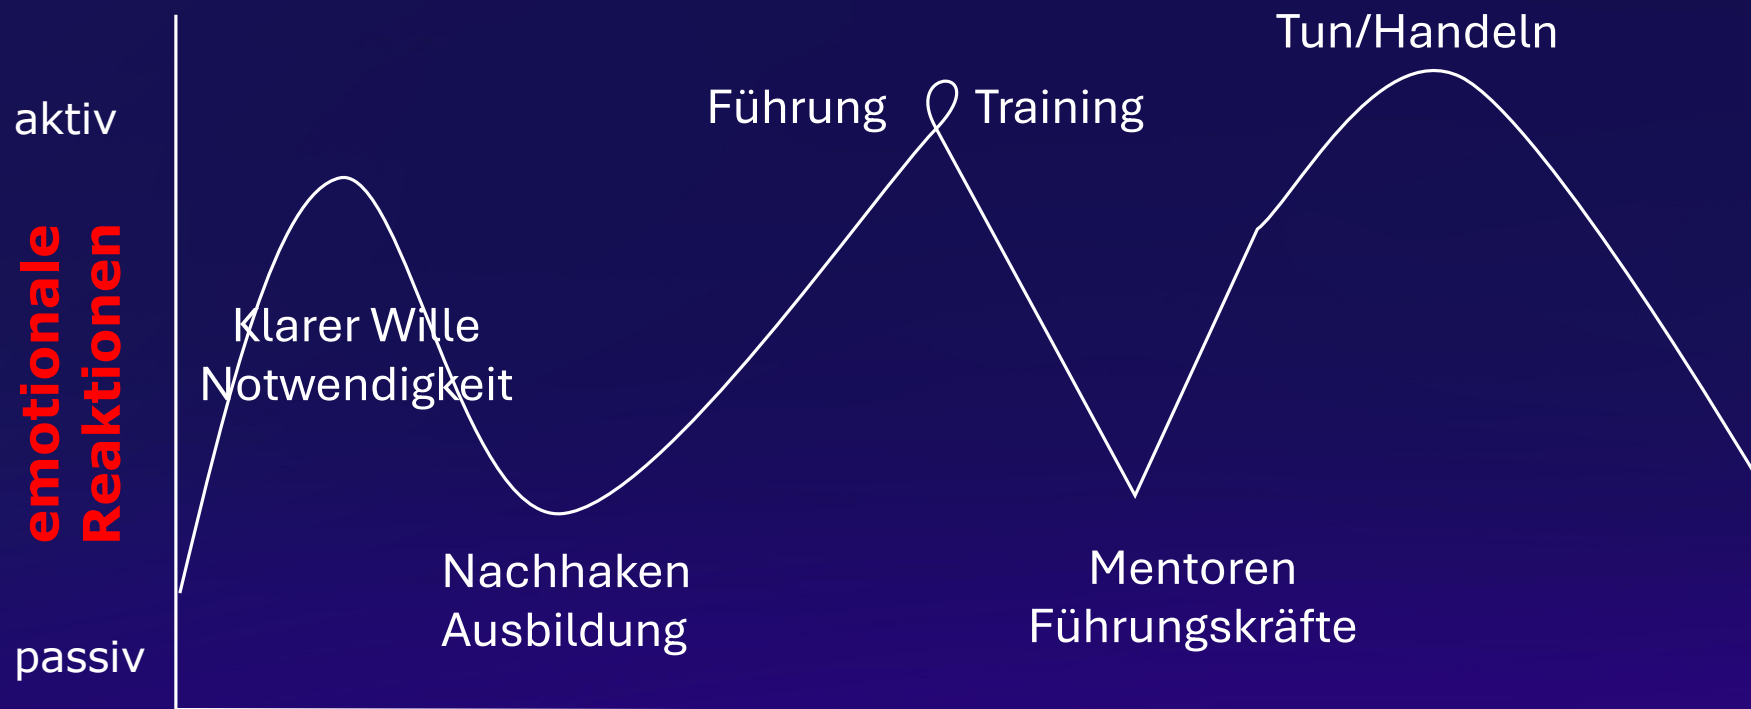 Tun/Handeln
aktiv
Führung
Training
emotionale
Reaktionen
Klarer Wille
Notwendigkeit
Nachhaken
Ausbildung
Mentoren
Führungskräfte
passiv